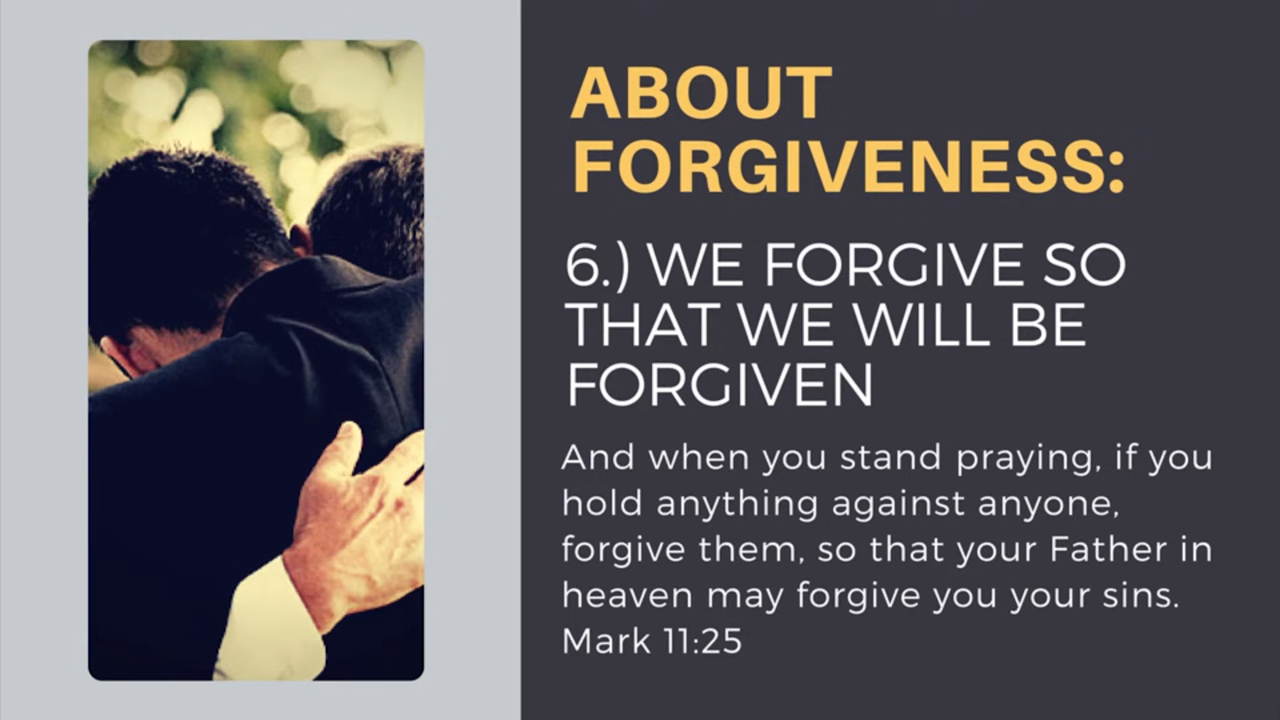 ABOUT
FORGIVENESS:
6.) WE FORGIVE SO
THAT WE WILL BE
FORGIVEN
And when you stand praying, if you
hold anything against anyone,
forgive them, so that your Father in
heaven may forgive you your sins.
Mark 11:25